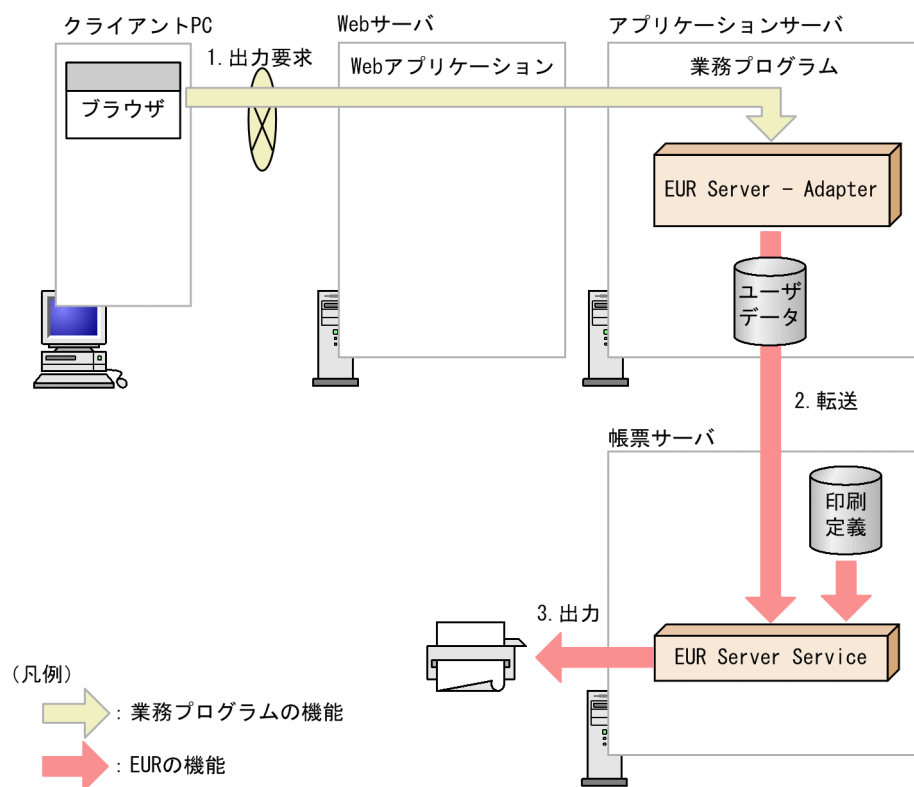 クライアントPC
Webサーバ
アプリケーションサーバ
1.出力要求
Webアプリケーション
業務プログラム
ブラウザ
EUR Server － Adapter
ユーザ
データ
2.転送
帳票サーバ
印刷
定義
3.出力
EUR Server Service
(凡例)
：業務プログラムの機能
：EURの機能